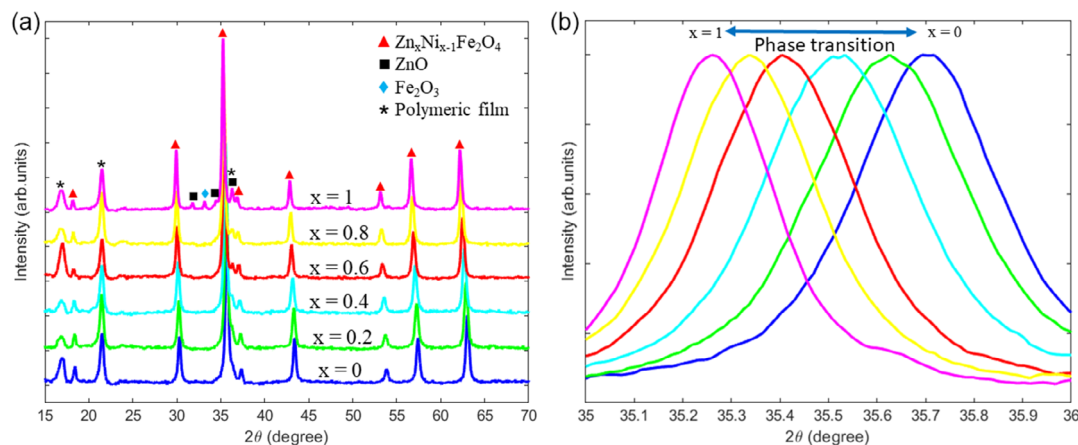 (a)
Intensity (arb.units)
▲ ZnₓNiₓ₋₁Fe₂O₄
■ ZnO
♦ Fe₂O₃
* Polymeric film
x = 1
x = 0.8
x = 0.6
x = 0.4
x = 0.2
x = 0
15 20 25 30 35 40 45 50 55 60 65 70
2θ (degree)
(b)
Intensity (arb.units)
x = 1
x = 0
Phase transition
35 35.1 35.2 35.3 35.4 35.5 35.6 35.7 35.8 35.9 36
2θ (degree)